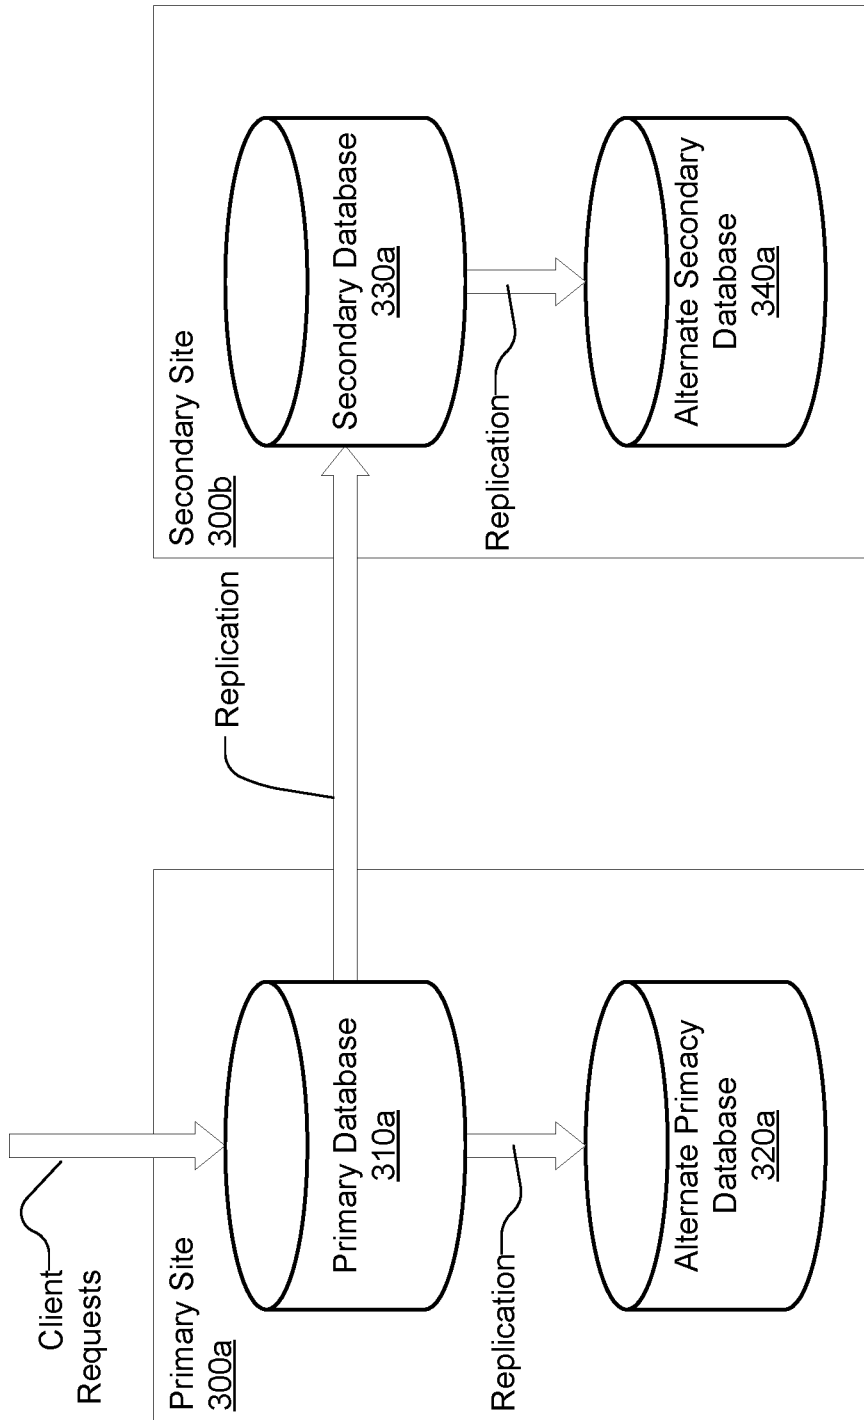 Client
Requests
Primary Site
300a
Primary Database
310a
Replication
Alternate Primacy
Database
320a
Replication
Secondary Site
300b
Secondary Database
330a
Replication
Alternate Secondary
Database
340a